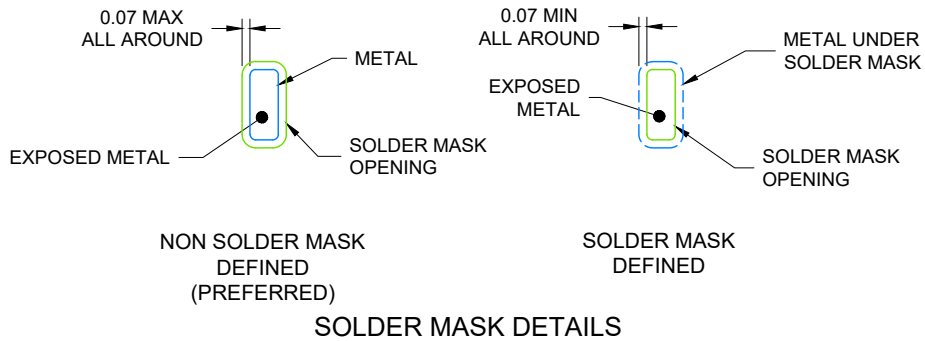 0.07 MAX
ALL AROUND
METAL
EXPOSED METAL
SOLDER MASK
OPENING
NON SOLDER MASK
DEFINED
(PREFERRED)
0.07 MIN
ALL AROUND
METAL UNDER
SOLDER MASK
EXPOSED
METAL
SOLDER MASK
OPENING
SOLDER MASK
DEFINED
SOLDER MASK DETAILS